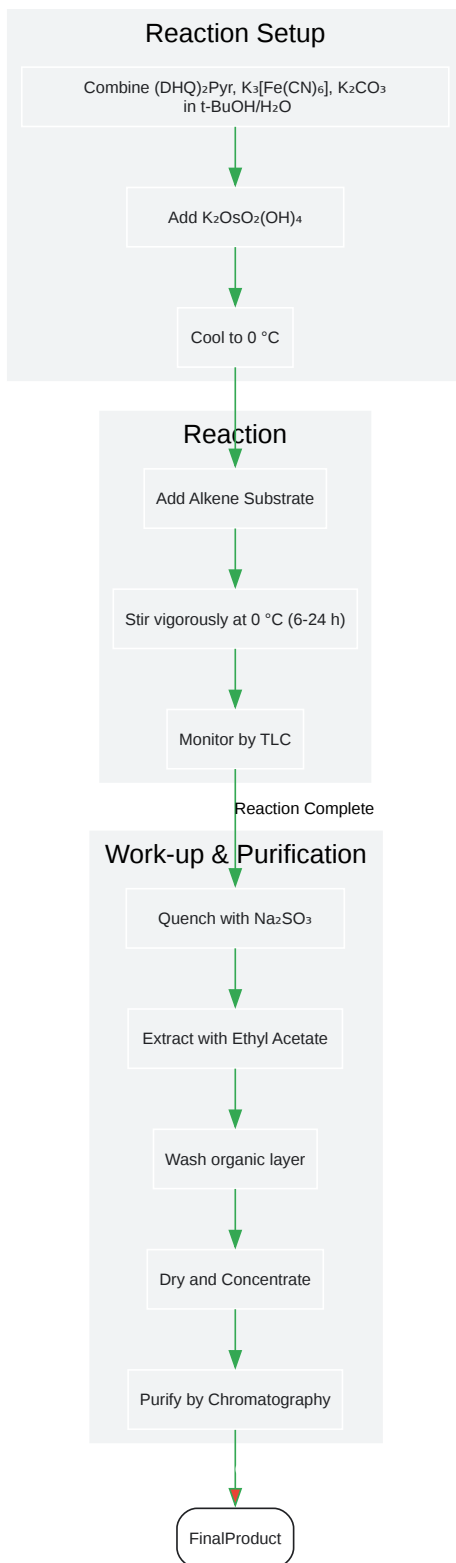 Reaction Setup
Combine (DHQ)₂Pyr, K₃[Fe(CN)₆], K₂CO₃
in t-BuOH/H₂O
Add K₂OsO₂(OH)₄
Cool to 0 °C
Reaction
Add Alkene Substrate
Stir vigorously at 0 °C (6-24 h)
Monitor by TLC
Reaction Complete
Work-up & Purification
Quench with Na₂SO₃
Extract with Ethyl Acetate
Wash organic layer
Dry and Concentrate
Purify by Chromatography
FinalProduct